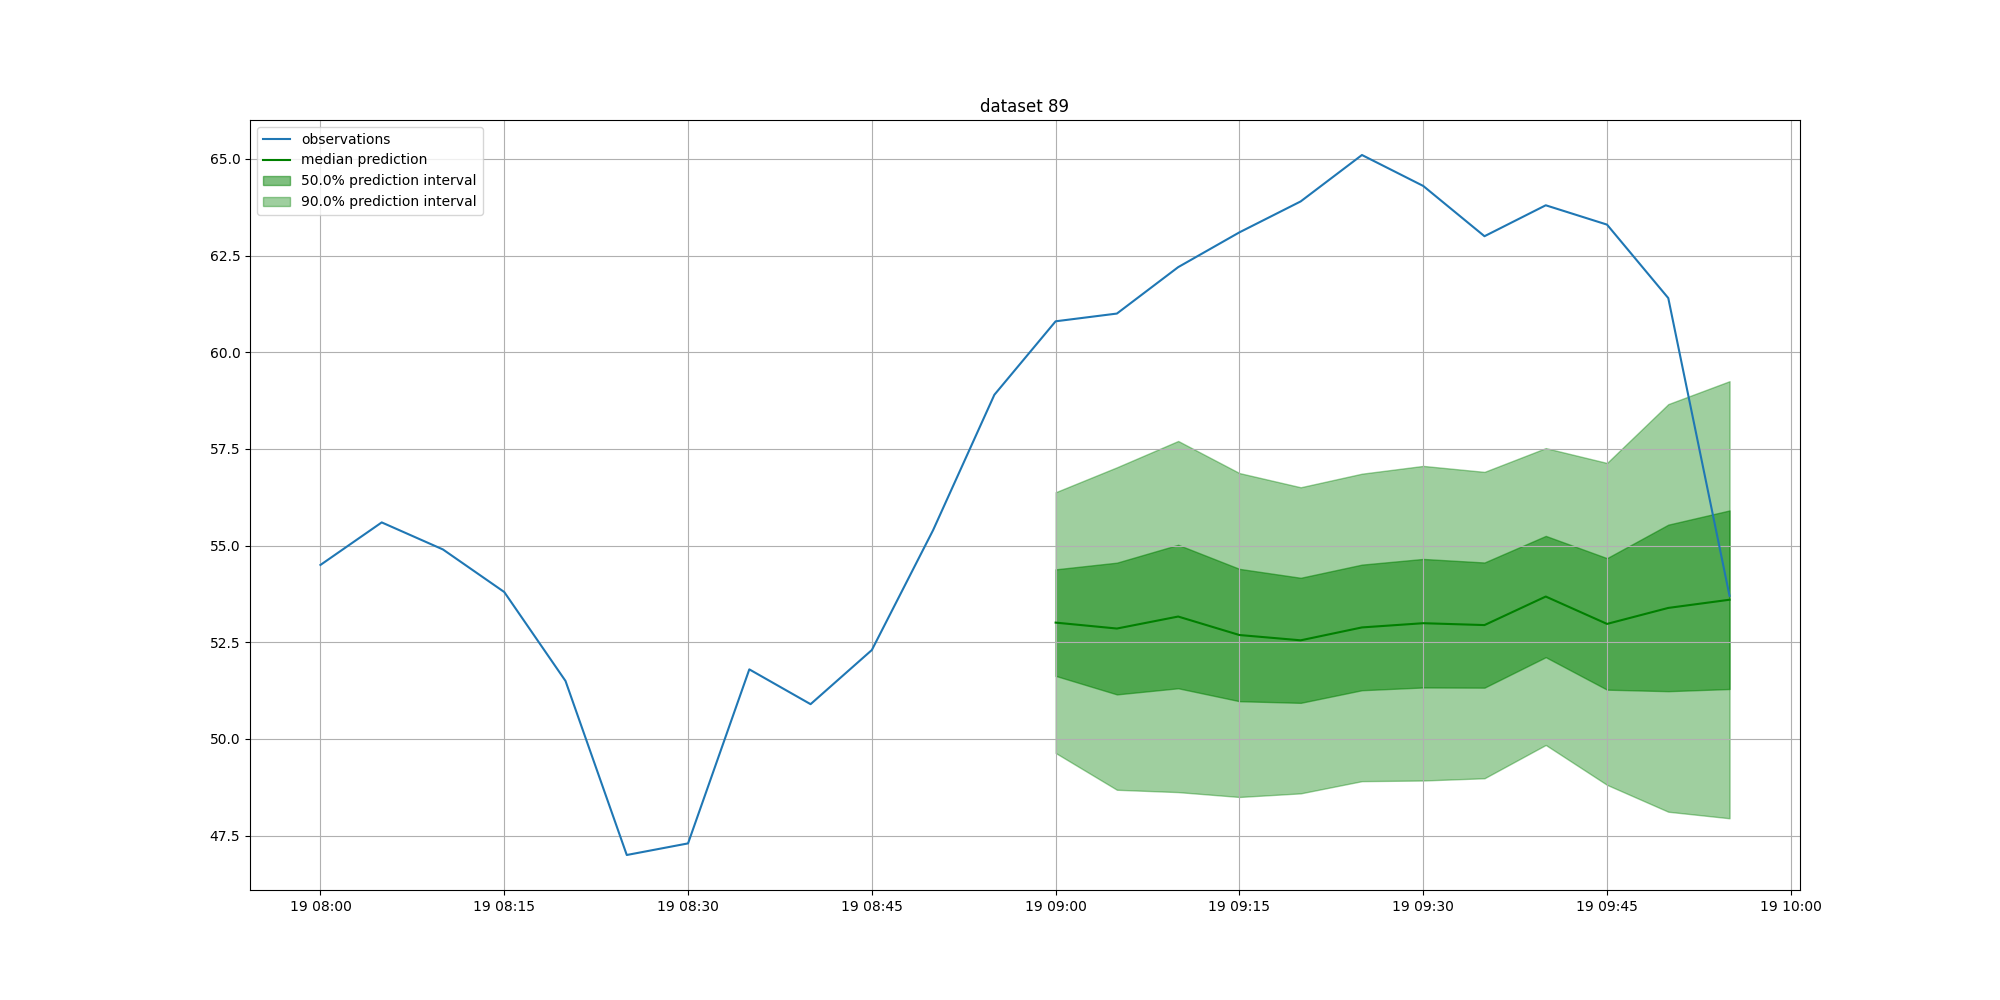 dataset 89
observations
median prediction
50.0% prediction interval
90.0% prediction interval
65.0
62.5
60.0
57.5
55.0
52.5
50.0
47.5
19 08:00 19 08:15 19 08:30 19 08:45 19 09:00 19 09:15 19 09:30 19 09:45 19 10:00